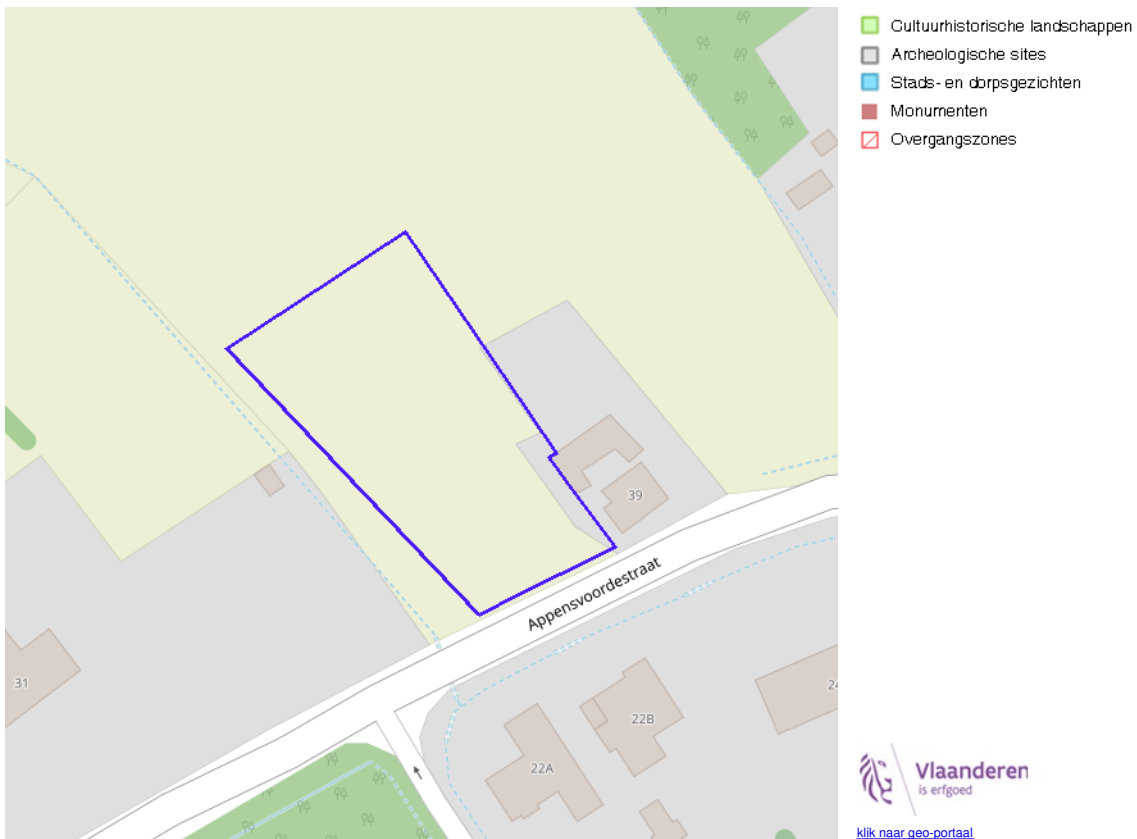 Cultuurhistorische landschappen
Archeologische sites
Stads- en dorpsgezichten
Monumenten
Overgangszones
39
Appensvoordestraat
31
22B
24
22A
Vlaanderen
is erfgoed
klik naar geo-portaal